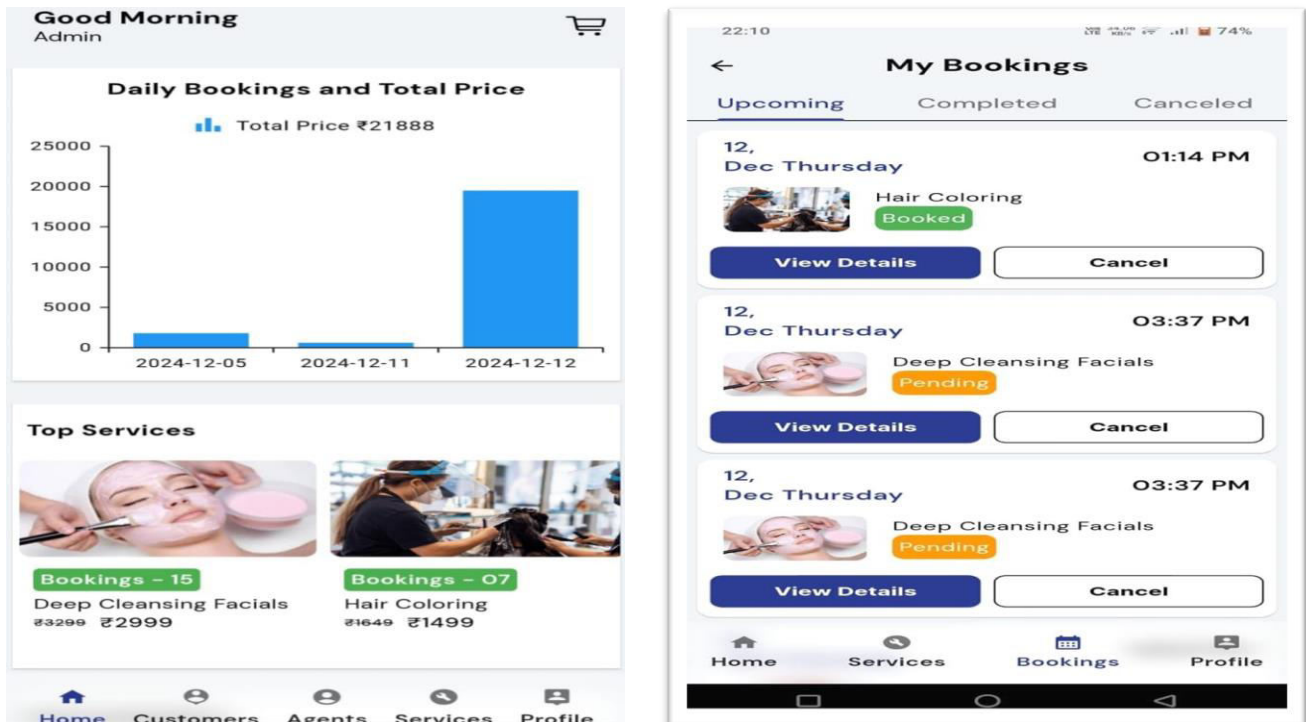 Good Morning
Admin
Daily Bookings and Total Price
Total Price ₹21888
25000
20000
15000
10000
5000
0
2024-12-05 2024-12-11 2024-12-12
Top Services
Bookings - 15 Bookings - 07
Deep Cleansing Facials Hair Coloring
₹3299 ₹2999 ₹1649 ₹1499
Home Customers Agents Services Profile
22:10 74%
My Bookings
Upcoming Completed Canceled
12,
Dec Thursday 01:14 PM
Hair Coloring
Booked
View Details Cancel
12,
Dec Thursday 03:37 PM
Deep Cleansing Facials
Pending
View Details Cancel
12,
Dec Thursday 03:37 PM
Deep Cleansing Facials
Pending
View Details Cancel
Home Services Bookings Profile